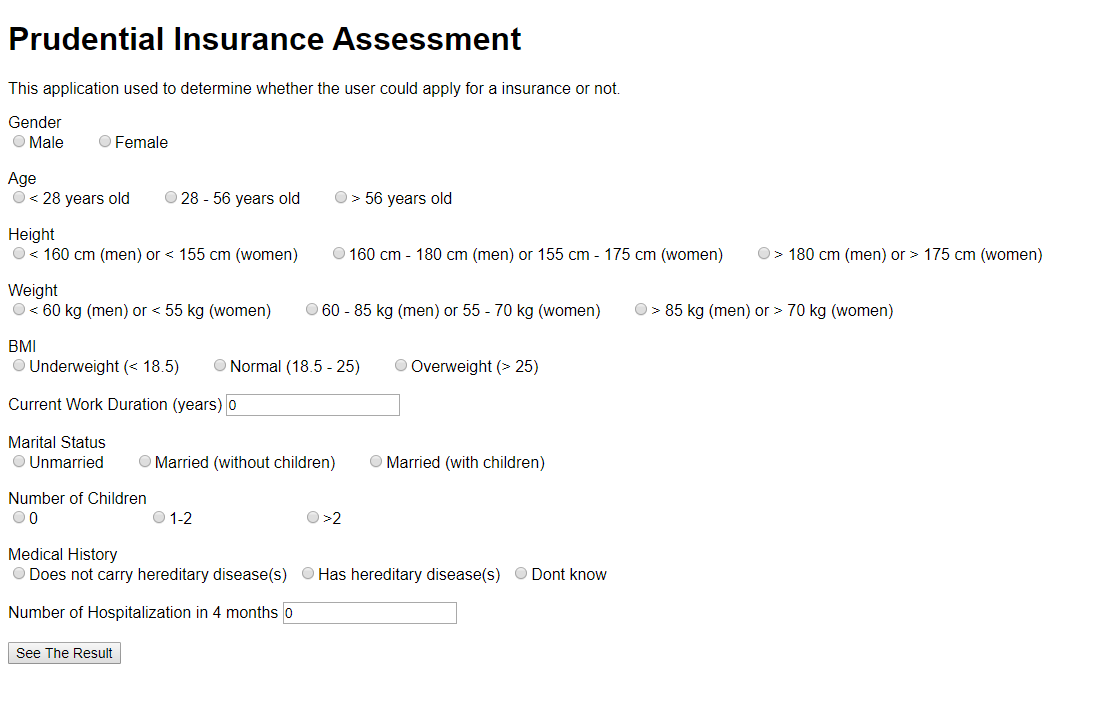 Prudential Insurance Assessment
This application used to determine whether the user could apply for a insurance or not.
Gender
Male Female
Age
< 28 years old 28 - 56 years old > 56 years old
Height
< 160 cm (men) or < 155 cm (women) 160 cm - 180 cm (men) or 155 cm - 175 cm (women) > 180 cm (men) or > 175 cm (women)
Weight
< 60 kg (men) or < 55 kg (women) 60 - 85 kg (men) or 55 - 70 kg (women) > 85 kg (men) or > 70 kg (women)
BMI
Underweight (< 18.5) Normal (18.5 - 25) Overweight (> 25)
Current Work Duration (years) 0
Marital Status
Unmarried Married (without children) Married (with children)
Number of Children
0 1-2 >2
Medical History
Does not carry hereditary disease(s) Has hereditary disease(s) Dont know
Number of Hospitalization in 4 months 0
See The Result